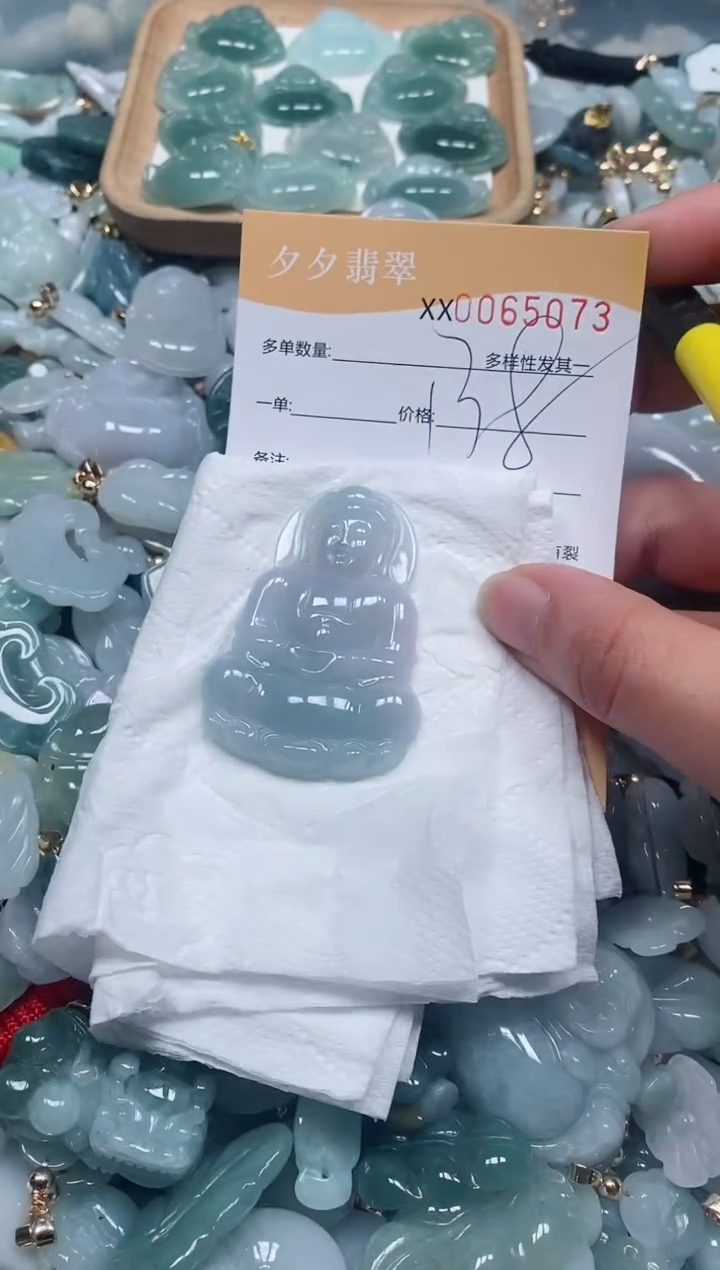 夕夕翡翠
XX0065073
多单数量: 多样性发其一
一单: 价格: 138
备注:
有裂